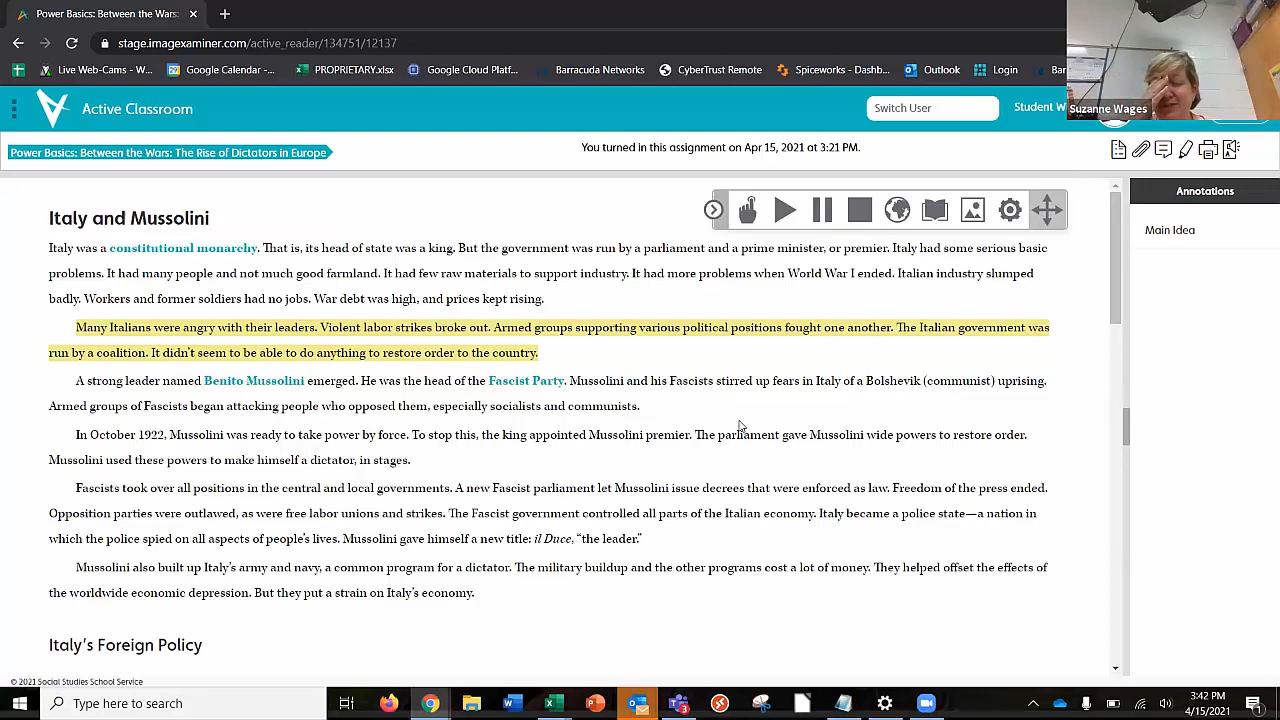 Power Basics: Between the Wars:
stage.imagexaminer.com/active_reader/134751/12137
Live Web-Cams - W...
Google Calendar -...
PROPRIETAR
Google Cloud Platf...
Barracuda Networks
CyberTrust Remote
- Dashb...
Outlook
Login
Bar
Active Classroom
Switch User
Student W
Suzanne Wages
Power Basics: Between the Wars: The Rise of Dictators in Europe
You turned in this assignment on Apr 15, 2021 at 3:21 PM.
Annotations
Main Idea
Italy and Mussolini
Italy was a constitutional monarchy. That is, its head of state was a king. But the government was run by a parliament and a prime minister, or premier. Italy had some serious basic
problems. It had many people and not much good farmland. It had few raw materials to support industry. It had more problems when World War I ended. Italian industry slumped
badly. Workers and former soldiers had no jobs. War debt was high, and prices kept rising.
Many Italians were angry with their leaders. Violent labor strikes broke out. Armed groups supporting various political positions fought one another. The Italian government was
run by a coalition. It didn't seem to be able to do anything to restore order to the country.
A strong leader named Benito Mussolini emerged. He was the head of the Fascist Party. Mussolini and his Fascists stirred up fears in Italy of a Bolshevik (communist) uprising.
Armed groups of Fascists began attacking people who opposed them, especially socialists and communists.
In October 1922, Mussolini was ready to take power by force. To stop this, the king appointed Mussolini premier. The parliament gave Mussolini wide powers to restore order.
Mussolini used these powers to make himself a dictator, in stages.
Fascists took over all positions in the central and local governments. A new Fascist parliament let Mussolini issue decrees that were enforced as law. Freedom of the press ended.
Opposition parties were outlawed, as were free labor unions and strikes. The Fascist government controlled all parts of the Italian economy. Italy became a police state—a nation in
which the police spied on all aspects of people's lives. Mussolini gave himself a new title: il Duce, “the leader.”
Mussolini also built up Italy's army and navy, a common program for a dictator. The military buildup and the other programs cost a lot of money. They helped offset the effects of
the worldwide economic depression. But they put a strain on Italy's economy.
Italy's Foreign Policy
© 2021 Social Studies School Service
Type here to search
3:42 PM
4/15/2021